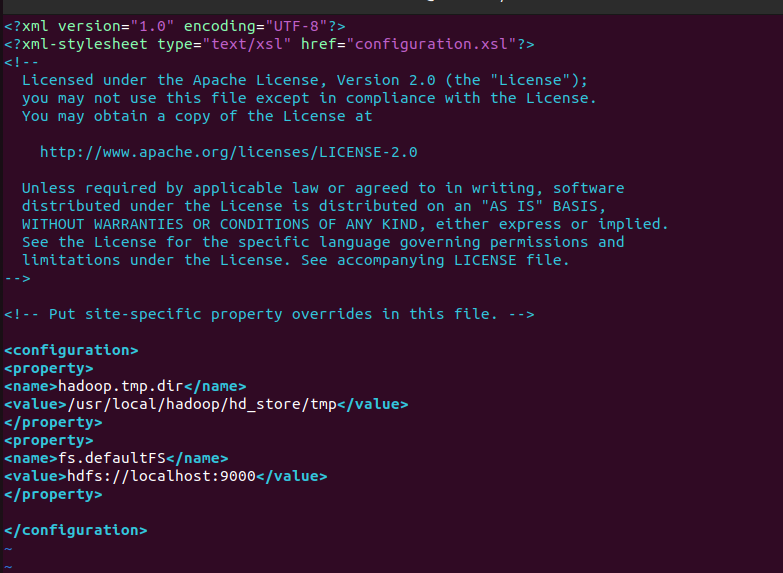 <?xml version="1.0" encoding="UTF-8"?>
<?xml-stylesheet type="text/xsl" href="configuration.xsl"?>
<!--
  Licensed under the Apache License, Version 2.0 (the "License");
  you may not use this file except in compliance with the License.
  You may obtain a copy of the License at

    http://www.apache.org/licenses/LICENSE-2.0

  Unless required by applicable law or agreed to in writing, software
  distributed under the License is distributed on an "AS IS" BASIS,
  WITHOUT WARRANTIES OR CONDITIONS OF ANY KIND, either express or implied.
  See the License for the specific language governing permissions and
  limitations under the License. See accompanying LICENSE file.
-->

<!-- Put site-specific property overrides in this file. -->

<configuration>
<property>
<name>hadoop.tmp.dir</name>
<value>/usr/local/hadoop/hd_store/tmp</value>
</property>
<property>
<name>fs.defaultFS</name>
<value>hdfs://localhost:9000</value>
</property>

</configuration>
~
~